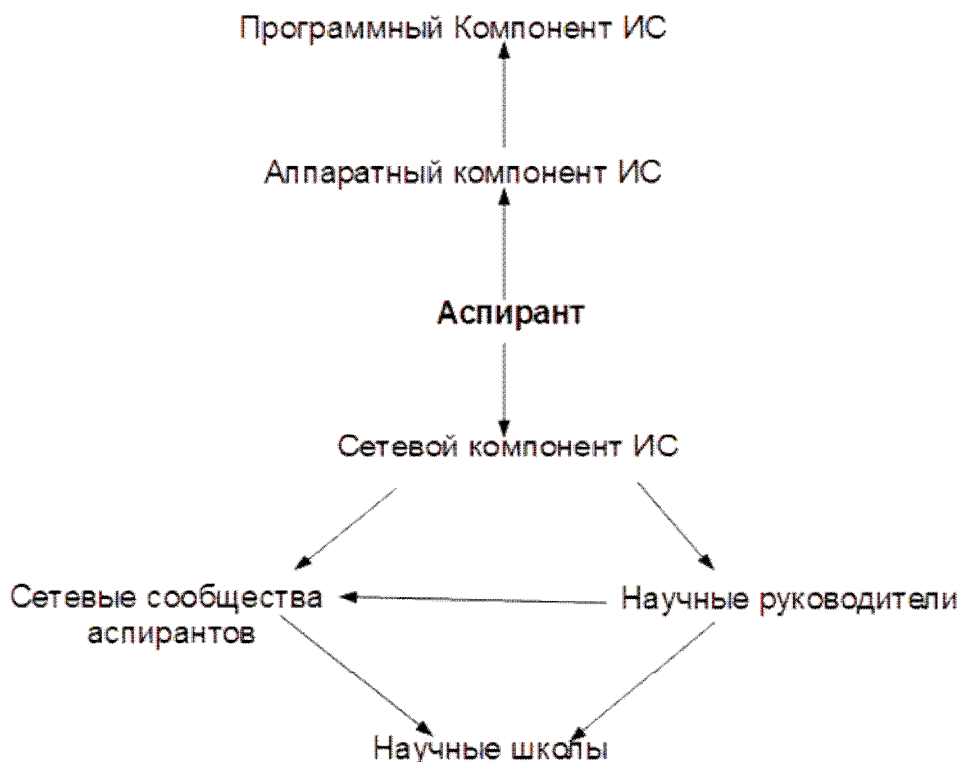 Программный Компонент ИС
Аппаратный компонент ИС
Аспирант
Сетевой компонент ИС
Сетевые сообщества
аспирантов
Научные руководители
Научные школы